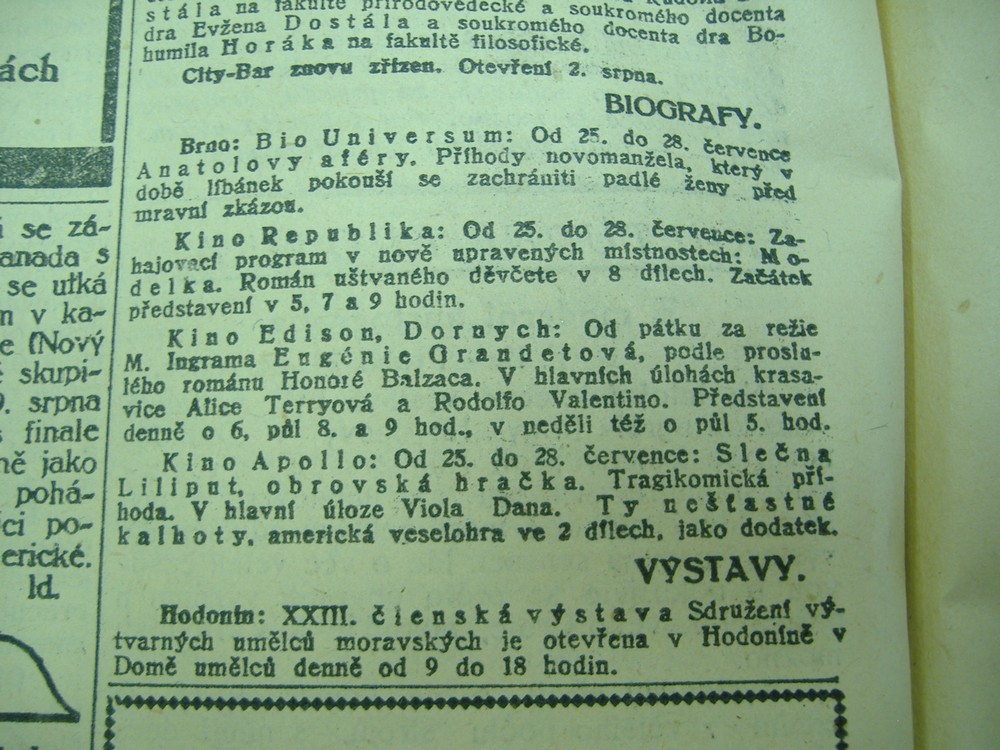 stála na fakultě přírodovědecké a soukromého docenta
dra Evžena Dostála a soukromého docenta dra Bo-
humila Horáka na fakultě filosofické.
City-Bar znovu zřízen. Otevření 2. srpna.
BIOGRAFY.
Brno: Bio Universum: Od 25. do 28. července
Anatolovy aféry. Příhody novomanžela, který v
době líbánek pokouší se zachrániti padlé ženy před
mravní zkázou.
Kino Republika: Od 25. do 28. července: Za-
hajovací program v nově upravených místnostech: Mo-
delka. Román uštvaného děvčete v 8 dílech. Začátek
představení v 5, 7 a 9 hodin.
Kino Edison, Dornych: Od pátku za režie
M. Ingrama Eugénie Grandetová, podle proslu-
lého románu Honoré Balzaca. V hlavních úlohách krasa-
vice Alice Terryová a Rodolfo Valentino. Představení
denně o 6, půl 8. a 9 hod., v neděli též o půl 5. hod.
Kino Apollo: Od 25. do 28. července: Slečna
Liliput, obrovská hračka. Tragikomická pří-
hoda. V hlavní úloze Viola Dana. Ty nešťastné
kalhoty, americká veselohra ve 2 dílech, jako dodatek.
VÝSTAVY.
Hodonín: XXIII. členská výstava Sdružení vý-
tvarných umělců moravských je otevřena v Hodoníně v
Domě umělců denně od 9 do 18 hodin.
ách
se zá-
anada s
se utká
v ka-
e (Nový
skupi-
srpna
finale
ně jako
pohá-
po-
erické.
ld.